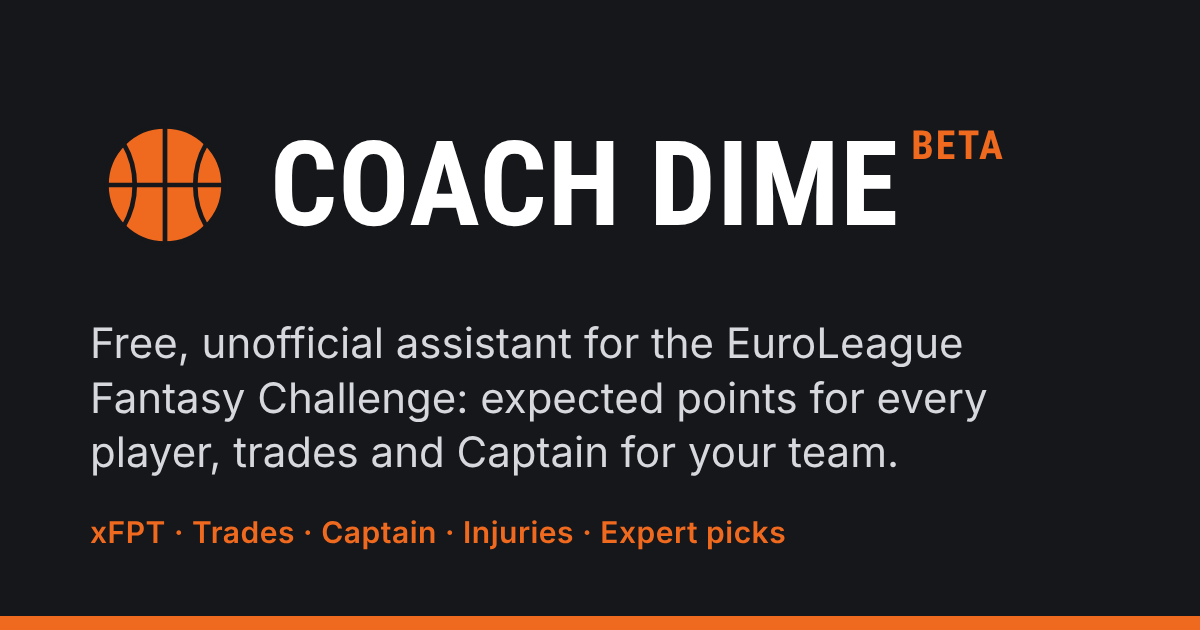 COACH DIME BETA
Free, unofficial assistant for the EuroLeague
Fantasy Challenge: expected points for every
player, trades and Captain for your team.
xFPT · Trades · Captain · Injuries · Expert picks